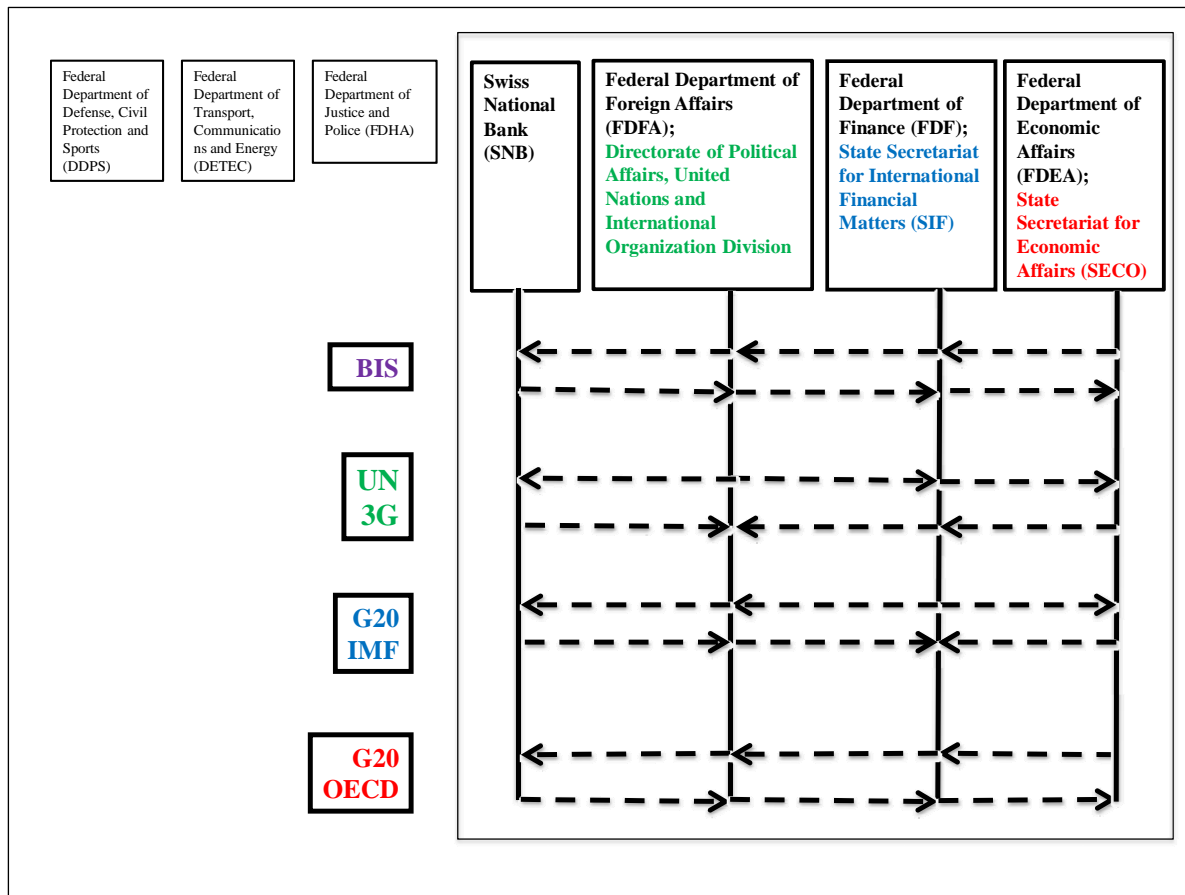 Federal
Department of
Defense, Civil
Protection and
Sports
(DDPS)
Federal
Department of
Transport,
Communicatio
ns and Energy
(DETEC)
Federal
Department of
Justice and
Police (FDHA)
Swiss
National
Bank
(SNB)
Federal Department of
Foreign Affairs
(FDFA);
Directorate of Political
Affairs, United
Nations and
International
Organization Division
Federal
Department of
Finance (FDF);
State Secretariat
for International
Financial
Matters (SIF)
Federal
Department of
Economic
Affairs
(FDEA);
State
Secretariat for
Economic
Affairs (SECO)
BIS
UN
3G
G20
IMF
G20
OECD